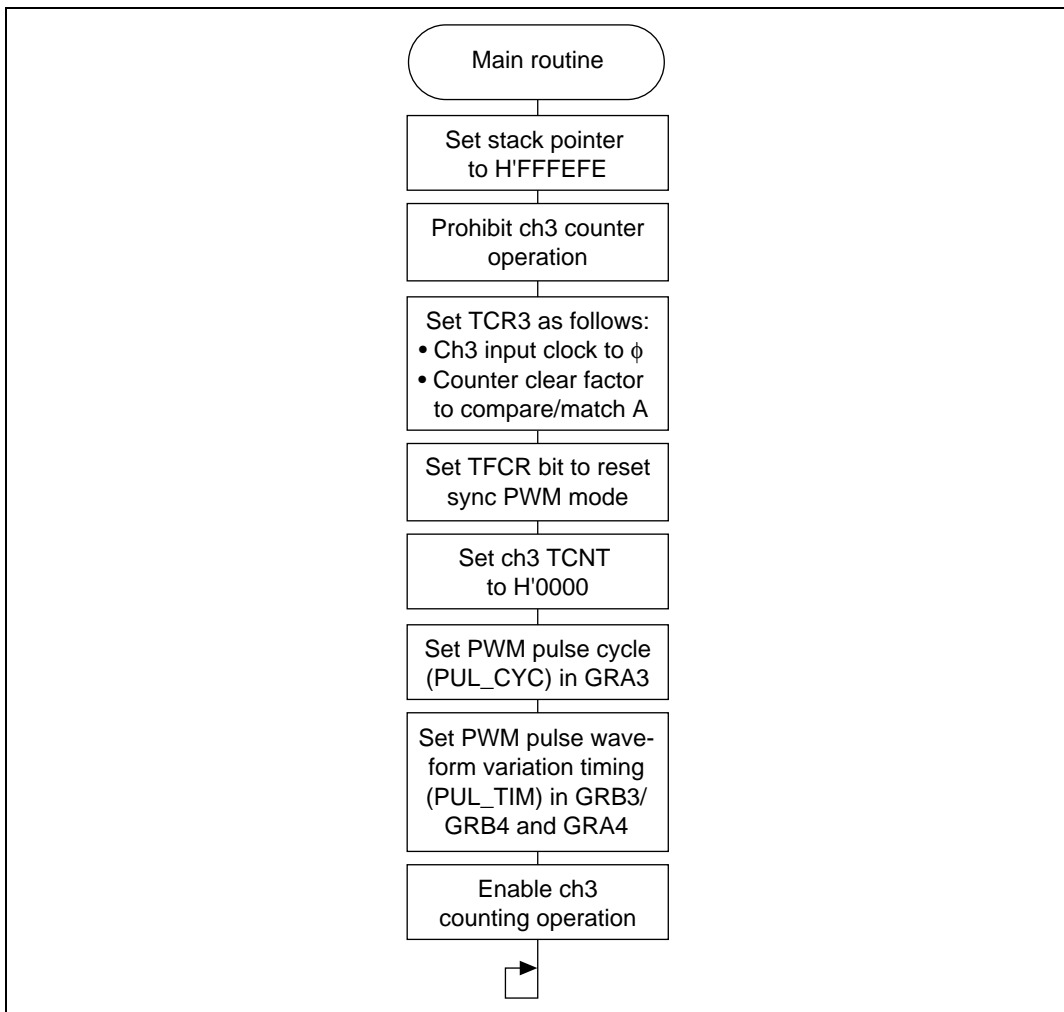 Main routine
Set stack pointer
to H'FFFEFE
Prohibit ch3 counter
operation
Set TCR3 as follows:
• Ch3 input clock to ϕ
• Counter clear factor
to compare/match A
Set TFCR bit to reset
sync PWM mode
Set ch3 TCNT
to H'0000
Set PWM pulse cycle
(PUL_CYC) in GRA3
Set PWM pulse wave-
form variation timing
(PUL_TIM) in GRB3/
GRB4 and GRA4
Enable ch3
counting operation